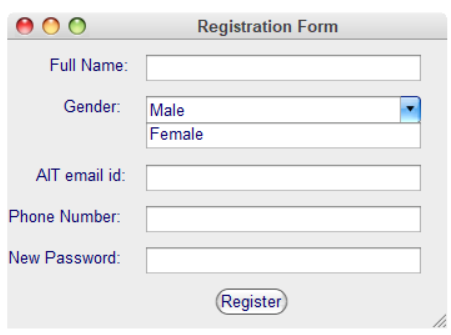 Registration Form
Full Name:
Gender: Male
Female
AIT email id:
Phone Number:
New Password:
Register